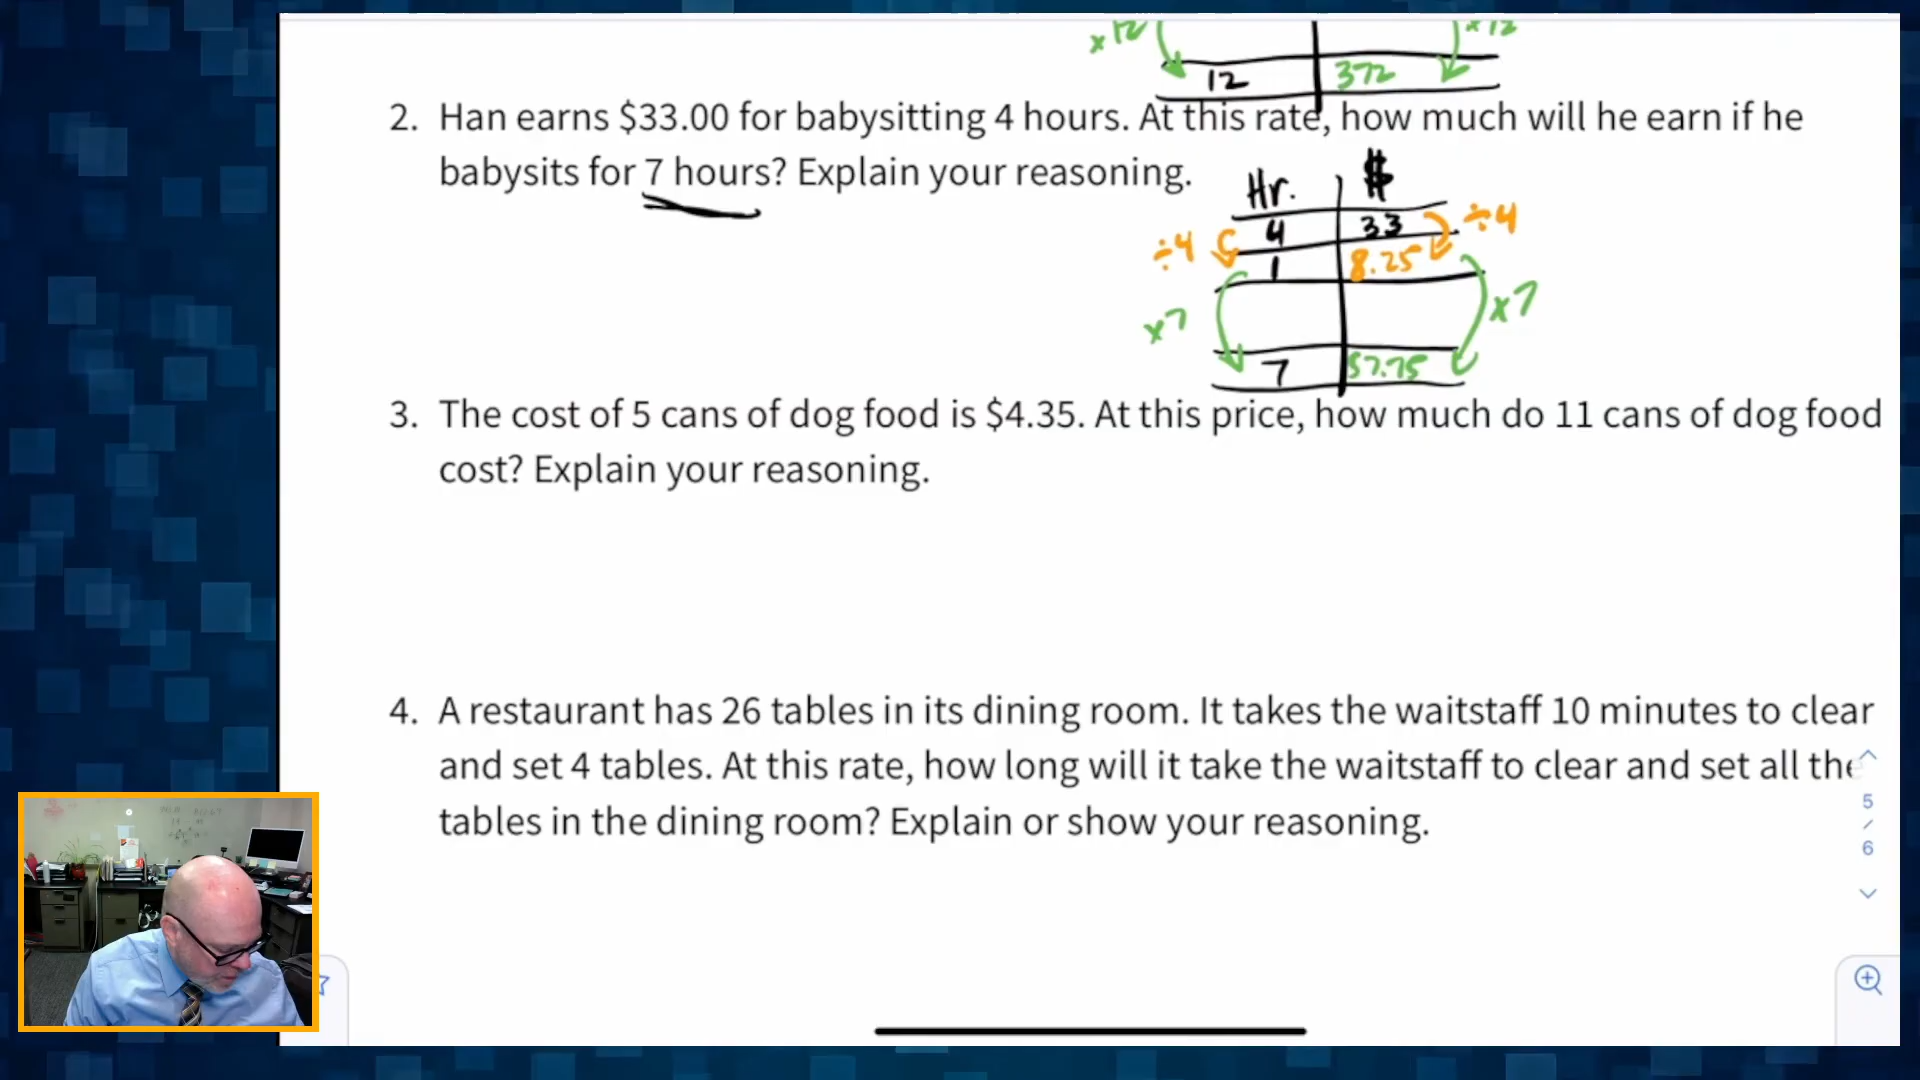 x12 x12
12 372
2. Han earns $33.00 for babysitting 4 hours. At this rate, how much will he earn if he
babysits for 7 hours? Explain your reasoning.
Hr. $
÷4 4 33 ÷4
1 8.25
x7 x7
7 57.75
3. The cost of 5 cans of dog food is $4.35. At this price, how much do 11 cans of dog food
cost? Explain your reasoning.
4. A restaurant has 26 tables in its dining room. It takes the waitstaff 10 minutes to clear
and set 4 tables. At this rate, how long will it take the waitstaff to clear and set all the
tables in the dining room? Explain or show your reasoning.
5
/
6